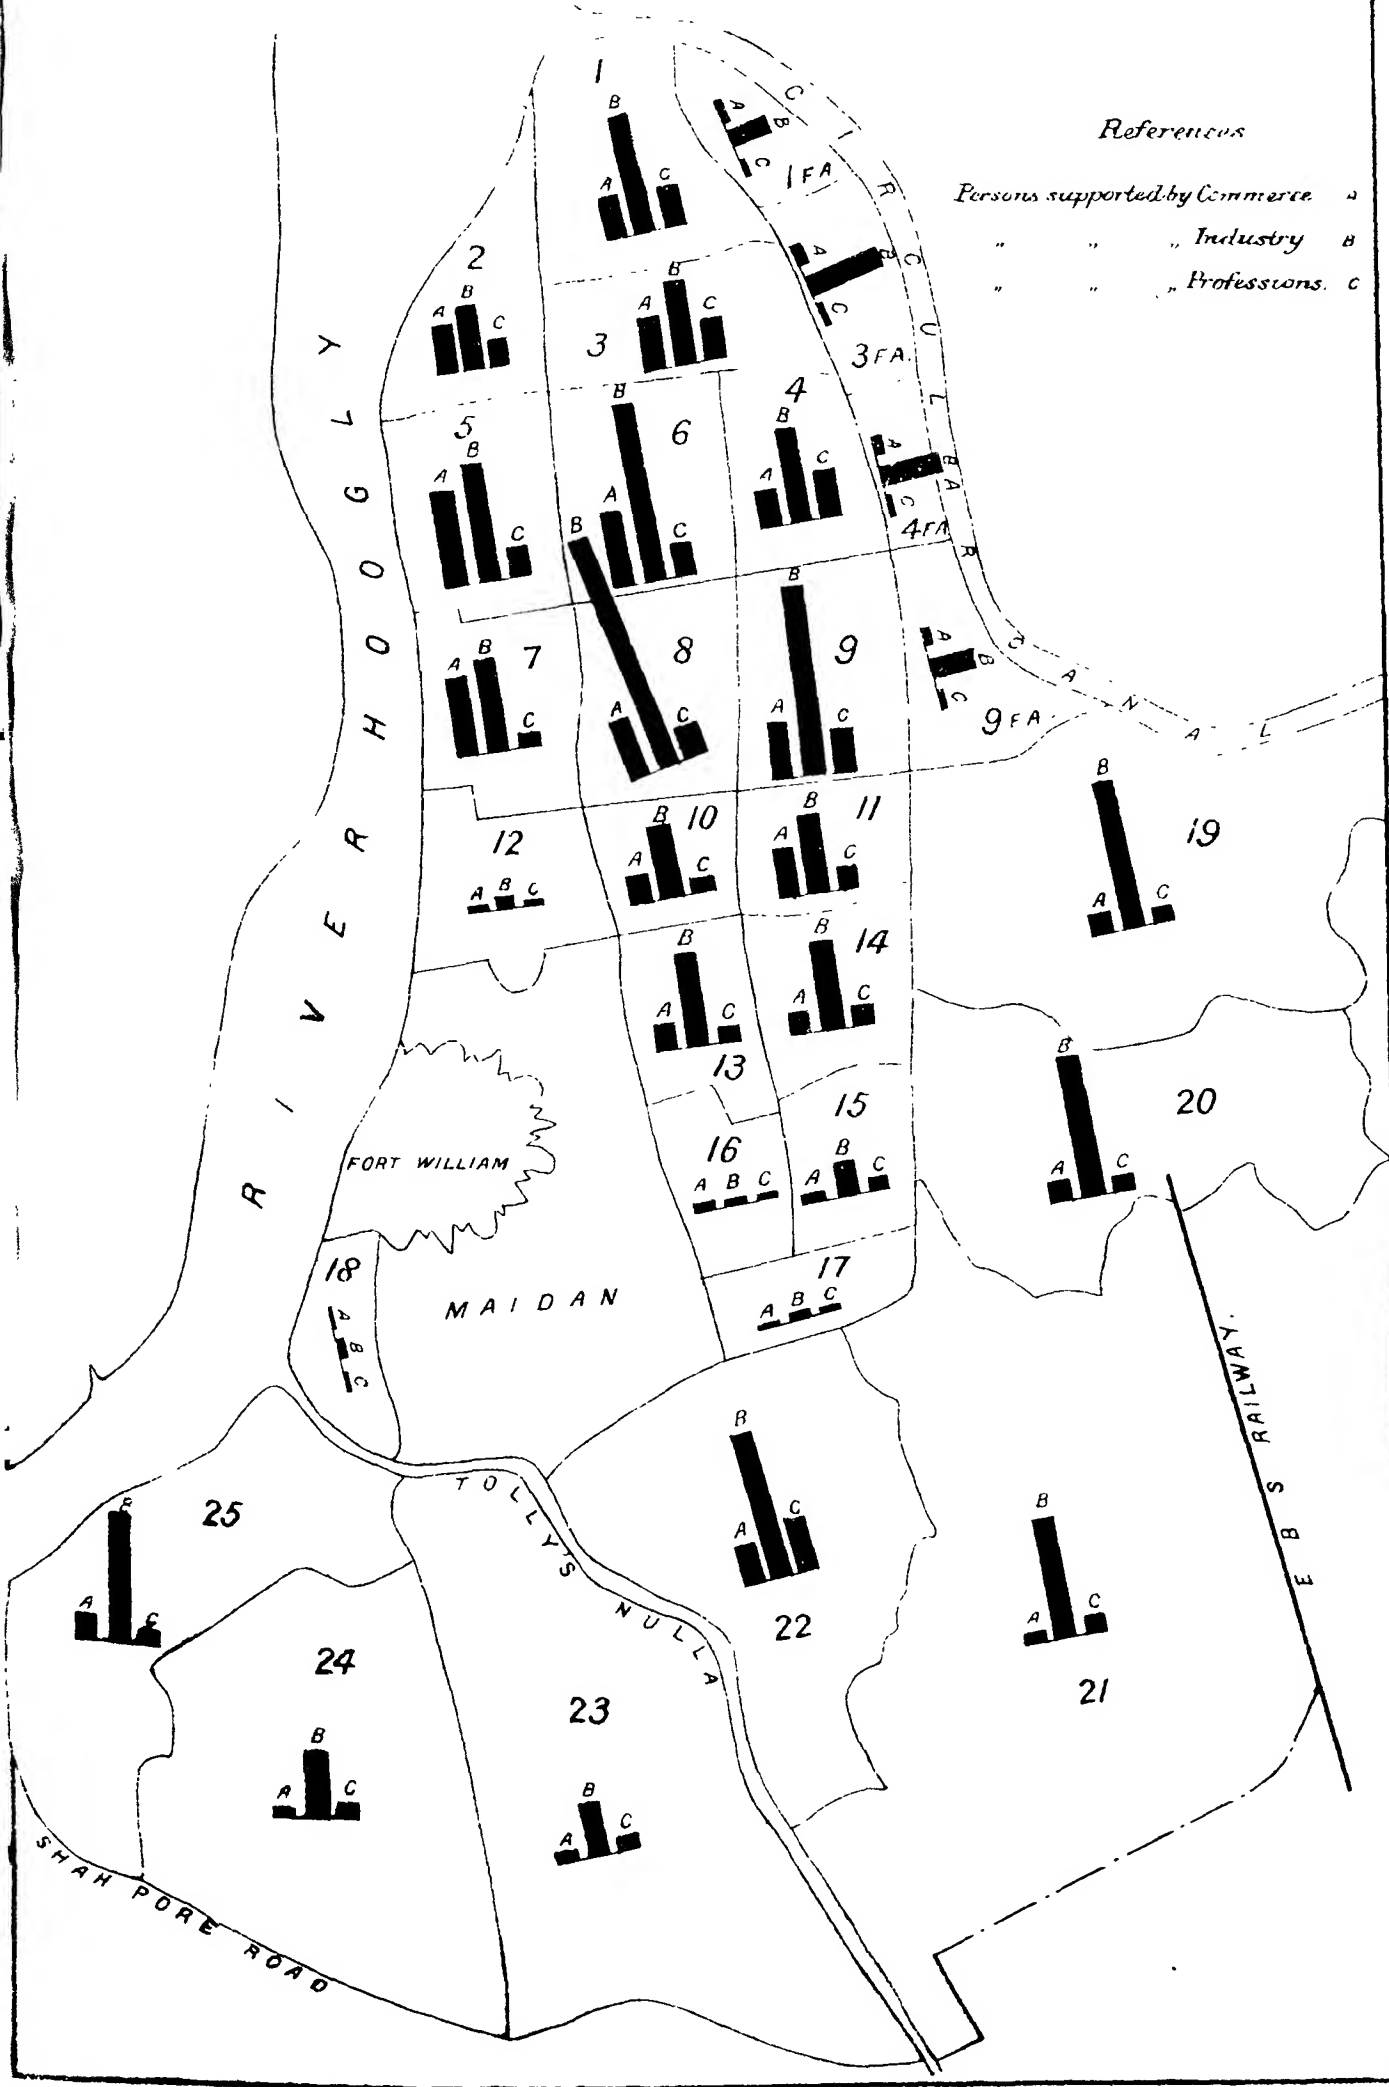 References
Persons supported by Commerce A
" " " Industry B
" " " Professions. C
CIRCULAR CANAL
RIVER HOOGLY
1
B
A
C
A
B
C
1 FA
2
A
B
C
3
A
B
C
A
B
C
3 FA.
4
A
B
C
A
B
C
4 FA
5
A
B
C
6
A
B
C
7
A
B
C
8
A
B
C
9
A
B
C
A
B
C
9 FA.
10
A
B
C
11
A
B
C
12
A
B
C
13
A
B
C
14
A
B
C
15
A
B
C
16
A
B
C
17
A
B
C
18
A
B
C
19
A
B
C
20
A
B
C
FORT WILLIAM
MAIDAN
E B S RAILWAY.
TOLLY'S NULLA
21
A
B
C
22
A
B
C
23
A
B
C
24
A
B
C
25
A
B
C
SHAH PORE ROAD